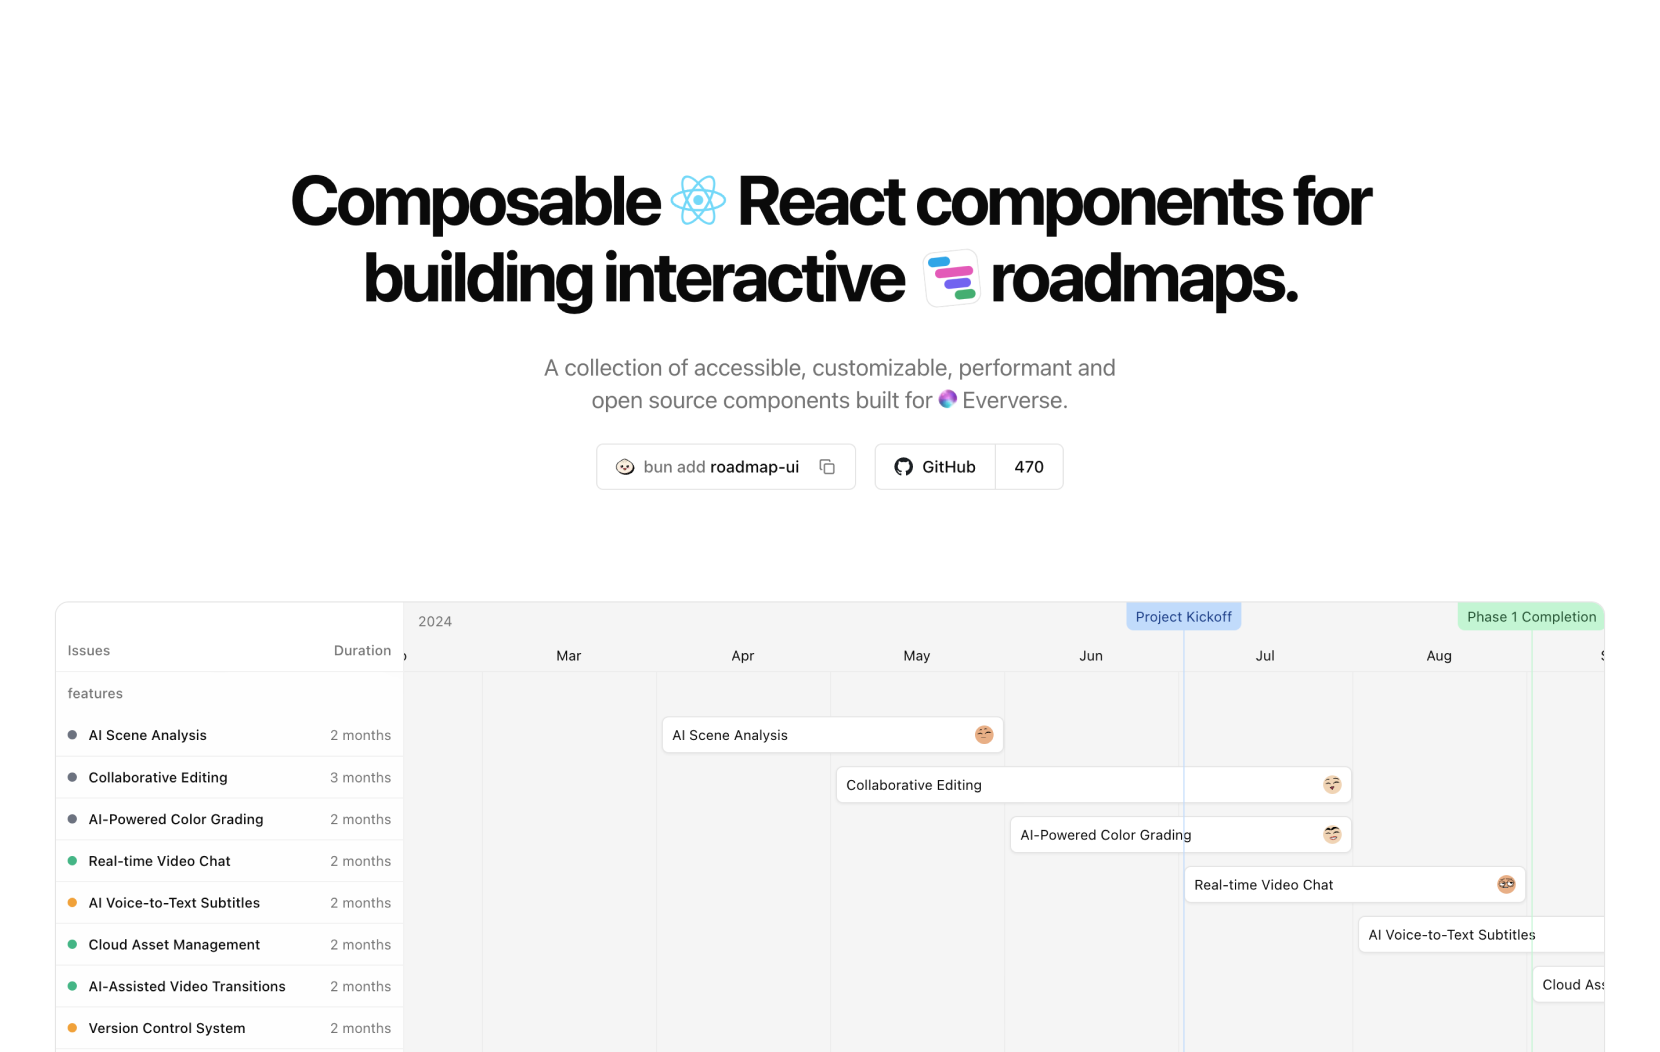 Composable React components for
building interactive roadmaps.
A collection of accessible, customizable, performant and
open source components built for Eververse.
bun add roadmap-ui
GitHub
470
Issues
Duration
features
AI Scene Analysis 2 months
Collaborative Editing 3 months
AI-Powered Color Grading 2 months
Real-time Video Chat 2 months
AI Voice-to-Text Subtitles 2 months
Cloud Asset Management 2 months
AI-Assisted Video Transitions 2 months
Version Control System 2 months
2024
Project Kickoff
Phase 1 Completion
Mar Apr May Jun Jul Aug
AI Scene Analysis
Collaborative Editing
AI-Powered Color Grading
Real-time Video Chat
AI Voice-to-Text Subtitles
Cloud